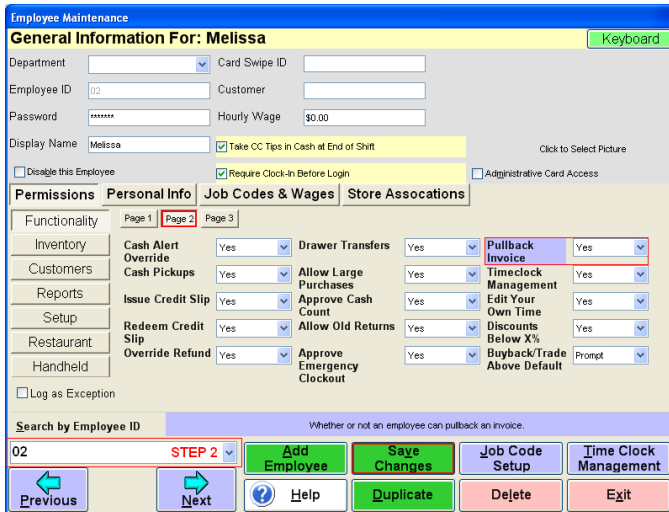 Employee Maintenance
General Information For: Melissa
Keyboard
Department
Card Swipe ID
Employee ID
02
Customer
Password
*******
Hourly Wage
$0.00
Display Name
Melissa
Take CC Tips in Cash at End of Shift
Click to Select Picture
Disable this Employee
Require Clock-In Before Login
Administrative Card Access
Permissions
Personal Info
Job Codes & Wages
Store Assocations
Functionality
Inventory
Customers
Reports
Setup
Restaurant
Handheld
Page 1
Page 2
Page 3
Cash Alert
Override
Yes
Drawer Transfers
Yes
Pullback
Invoice
Yes
Cash Pickups
Yes
Allow Large
Purchases
Yes
Timeclock
Management
Yes
Issue Credit Slip
Yes
Approve Cash
Count
Yes
Edit Your
Own Time
Yes
Redeem Credit
Slip
Yes
Allow Old Returns
Yes
Discounts
Below X%
Yes
Override Refund
Yes
Approve
Emergency
Clockout
Yes
Buyback/Trade
Above Default
Prompt
Log as Exception
Search by Employee ID
Whether or not an employee can pullback an invoice.
02
STEP 2
Add
Employee
Save
Changes
Job Code
Setup
Time Clock
Management
Previous
Next
? Help
Duplicate
Delete
Exit